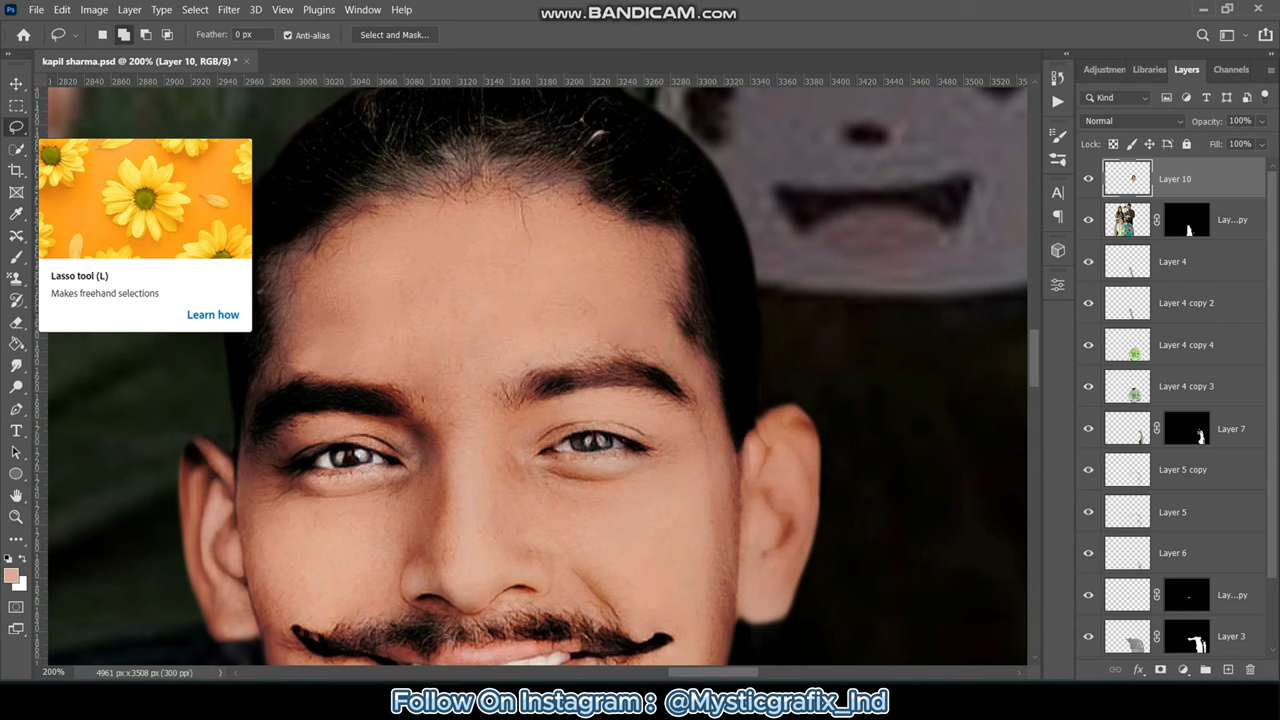 www.BANDICAM.com
Ps File Edit Image Layer Type Select Filter 3D View Plugins Window Help
Feather: 0 px Anti-alias Select and Mask...
kapil sharma.psd @ 200% (Layer 10, RGB/8) * ×
Adjustmen Libraries Layers Channels
2820 2840 2860 2880 2900 2920 2940 2960 2980 3000 3020 3040 3060 3080 3100 3120 3140 3160 3180 3200 3220 3240 3260 3280 3300 3320 3340 3360 3380 3400 3420 3440 3460 3480 3500 3520
Kind
Normal Opacity: 100%
Lock: Fill: 100%
Layer 10
Lay...py
Layer 4
Lasso tool (L)
Makes freehand selections
Learn how
Layer 4 copy 2
Layer 4 copy 4
Layer 4 copy 3
Layer 7
Layer 5 copy
Layer 5
Layer 6
Lay...py
Layer 3
200% 4961 px x 3508 px (300 ppi)
Follow On Instagram : @Mysticgrafix_Ind